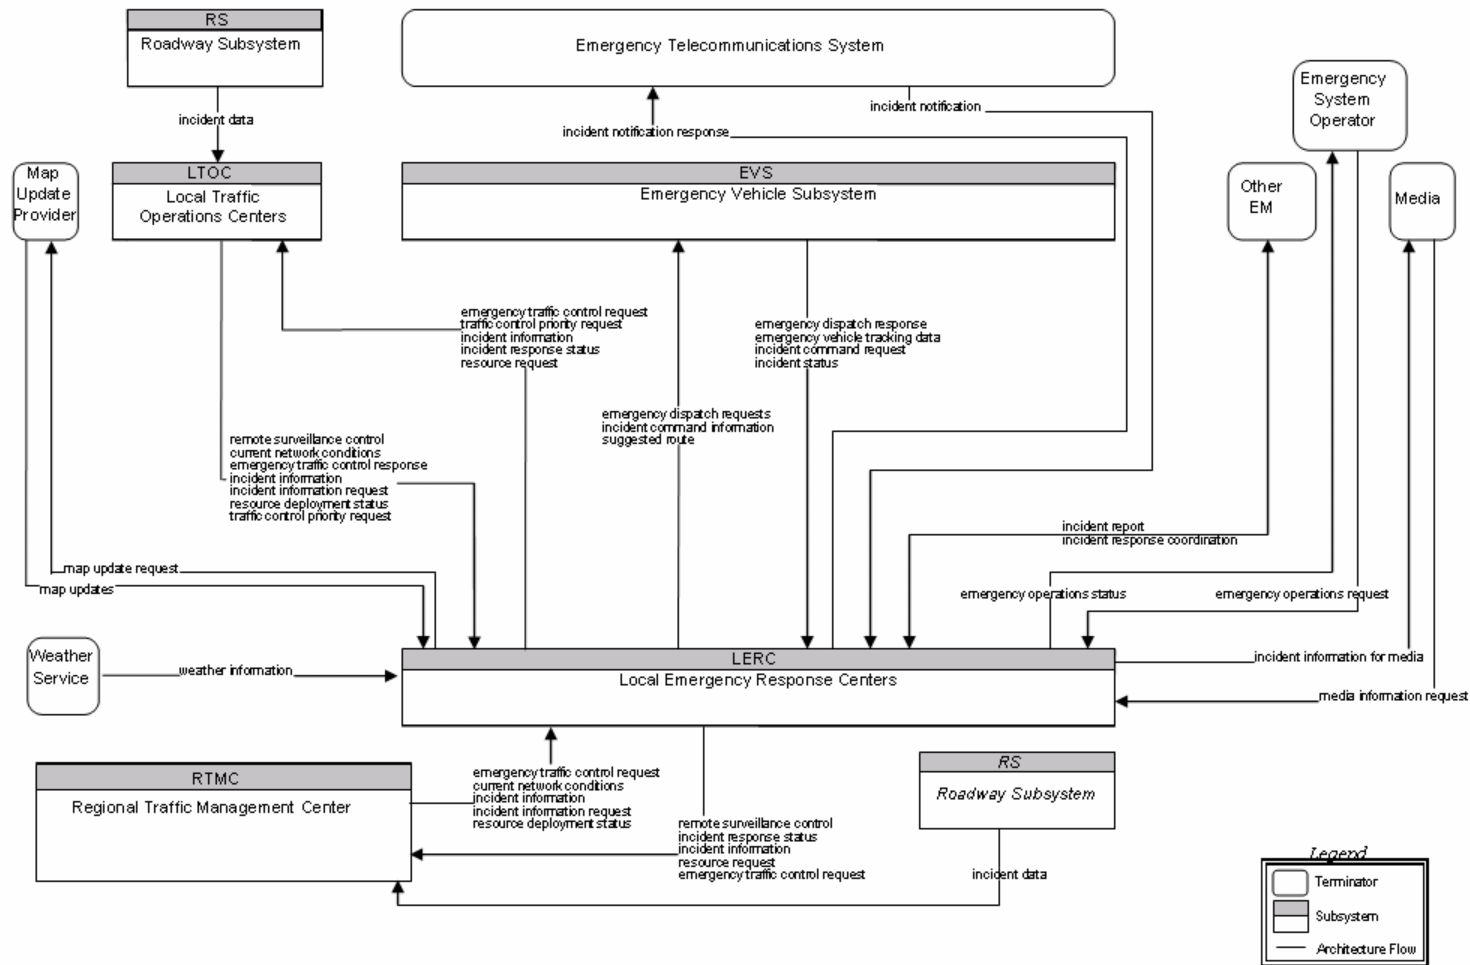 RS
Roadway Subsystem
Emergency Telecommunications System
Emergency
System
Operator
incident data
incident notification
incident notification response
Map
Update
Provider
LTOC
Local Traffic
Operations Centers
EVS
Emergency Vehicle Subsystem
Other
EM
Media
emergency traffic control request
traffic control priority request
incident information
incident response status
resource request
emergency dispatch response
emergency vehicle tracking data
incident command request
incident status
emergency dispatch requests
incident command information
suggested route
remote surveillance control
current network conditions
emergency traffic control response
incident information
incident information request
resource deployment status
traffic control priority request
incident report
incident response coordination
map update request
map updates
emergency operations status
emergency operations request
Weather
Service
weather information
LERC
Local Emergency Response Centers
incident information for media
media information request
RTMC
Regional Traffic Management Center
emergency traffic control request
current network conditions
incident information
incident information request
resource deployment status
remote surveillance control
incident response status
incident information
resource request
emergency traffic control request
RS
Roadway Subsystem
incident data
Legend
Terminator
Subsystem
Architecture Flow